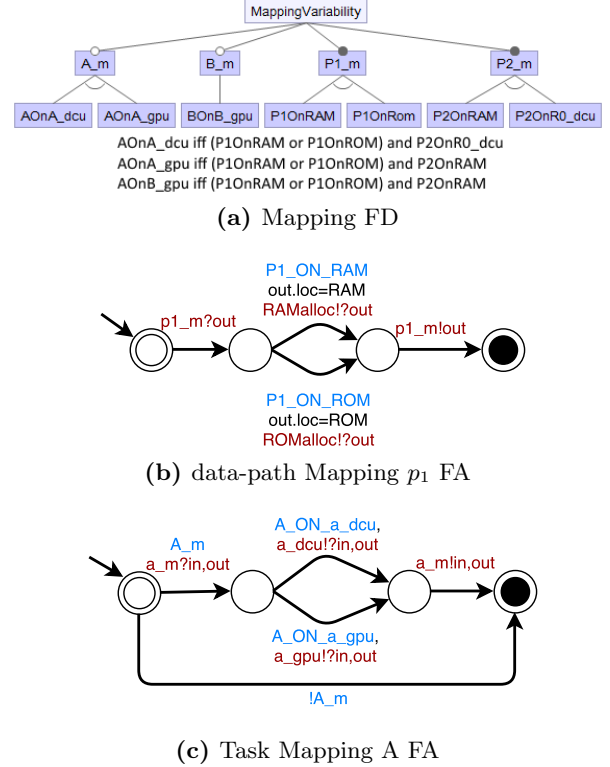 MappingVariability
A_m B_m P1_m P2_m
AOnA_dcu AOnA_gpu BOnB_gpu P1OnRAM P1OnRom P2OnRAM P2OnR0_dcu
AOnA_dcu iff (P1OnRAM or P1OnROM) and P2OnR0_dcu
AOnA_gpu iff (P1OnRAM or P1OnROM) and P2OnRAM
AOnB_gpu iff (P1OnRAM or P1OnROM) and P2OnRAM
(a) Mapping FD
P1_ON_RAM
out.loc=RAM
RAMalloc!?out
p1_m?out
p1_m!out
P1_ON_ROM
out.loc=ROM
ROMalloc!?out
(b) data-path Mapping p1 FA
A_m
a_m?in,out
A_ON_a_dcu,
a_dcu!?in,out
a_m!in,out
A_ON_a_gpu,
a_gpu!?in,out
!A_m
(c) Task Mapping A FA